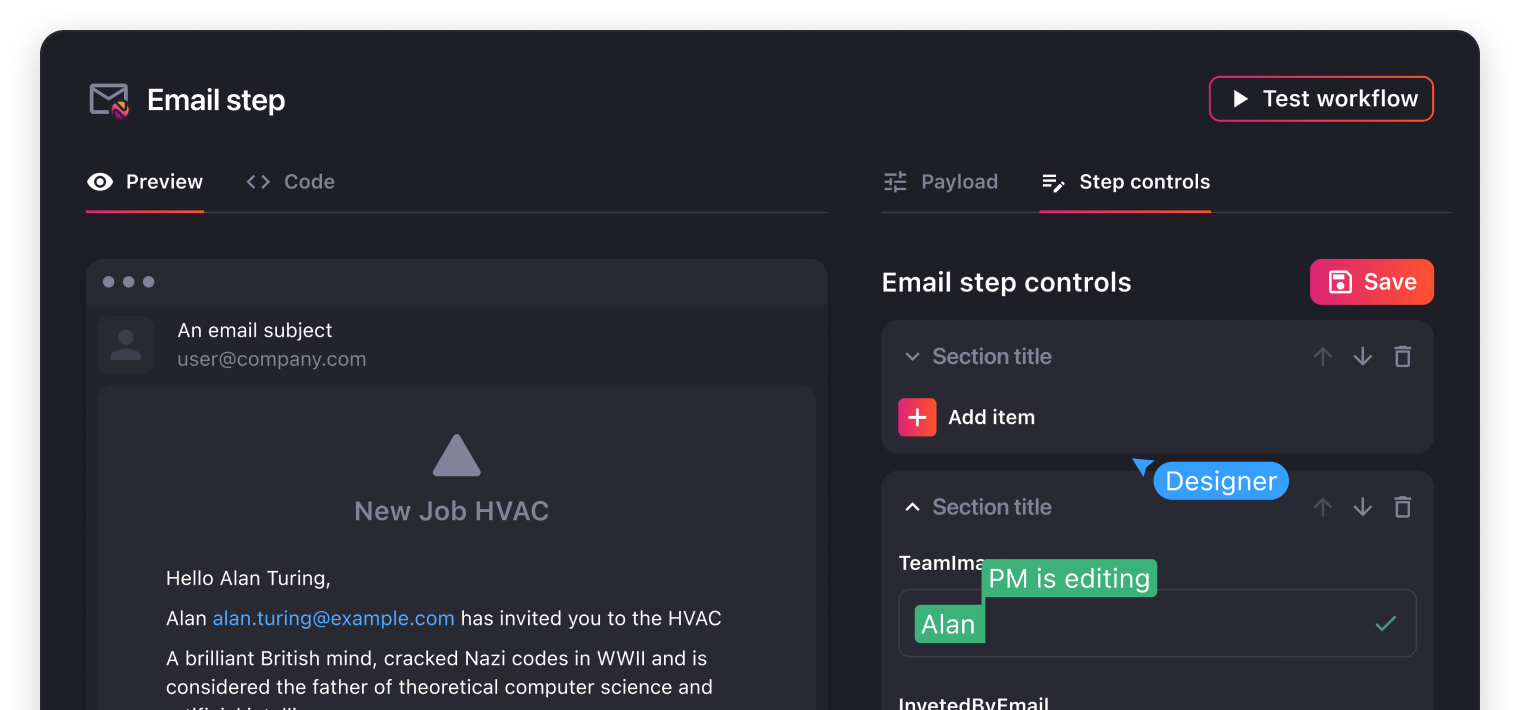 Email step
Test workflow
Preview
Code
Payload
Step controls
An email subject
user@company.com
New Job HVAC
Hello Alan Turing,
Alan alan.turing@example.com has invited you to the HVAC
A brilliant British mind, cracked Nazi codes in WWII and is
considered the father of theoretical computer science and
Email step controls
Save
Section title
Add item
Designer
Section title
TeamIma
PM is editing
Alan
InvetedByEmail